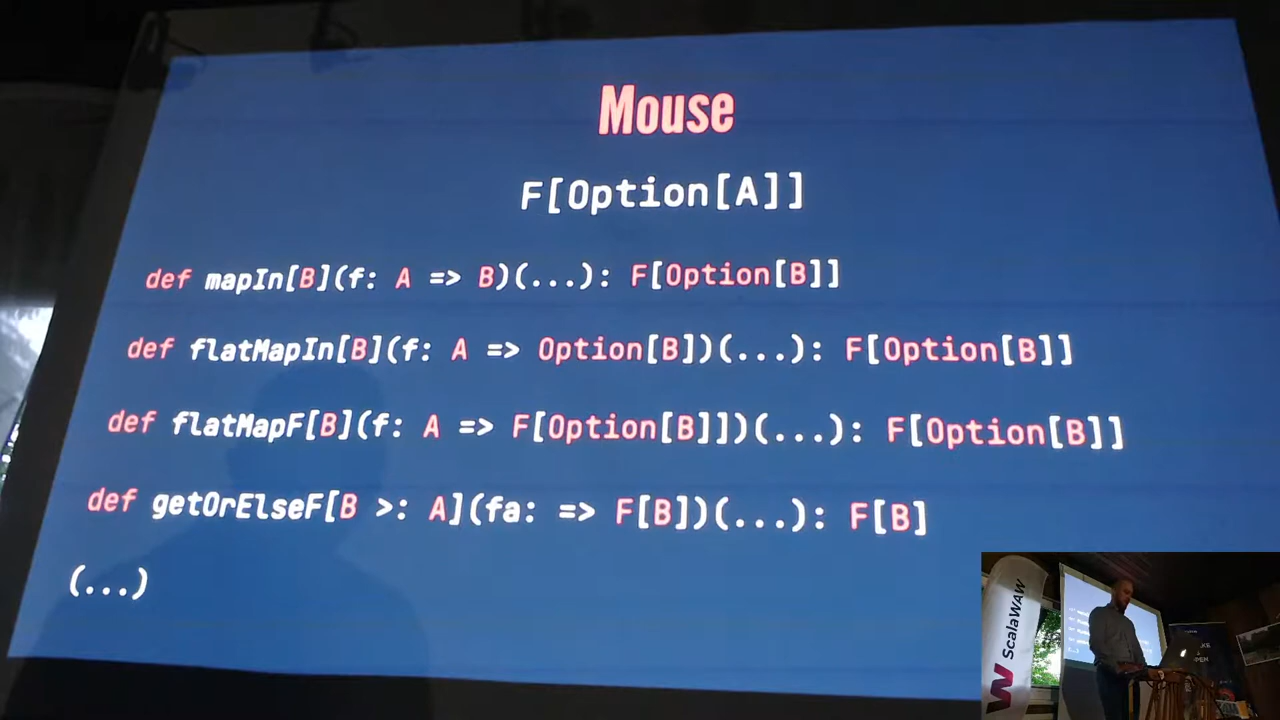 Mouse
F[Option[A]]
def mapIn[B](f: A => B)(...): F[Option[B]]
def flatMapIn[B](f: A => Option[B])(...): F[Option[B]]
def flatMapF[B](f: A => F[Option[B]])(...): F[Option[B]]
def getOrElseF[B >: A](fa: => F[B])(...): F[B]
(...)
W ScalaWAW